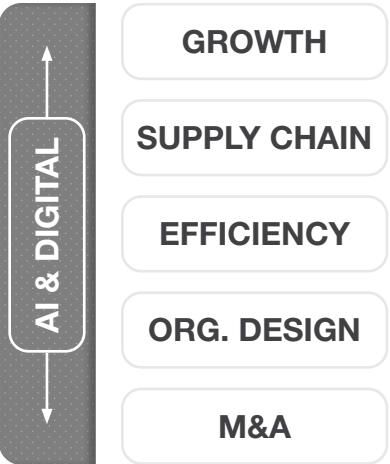 AI & DIGITAL
GROWTH
SUPPLY CHAIN
EFFICIENCY
ORG. DESIGN
M&A